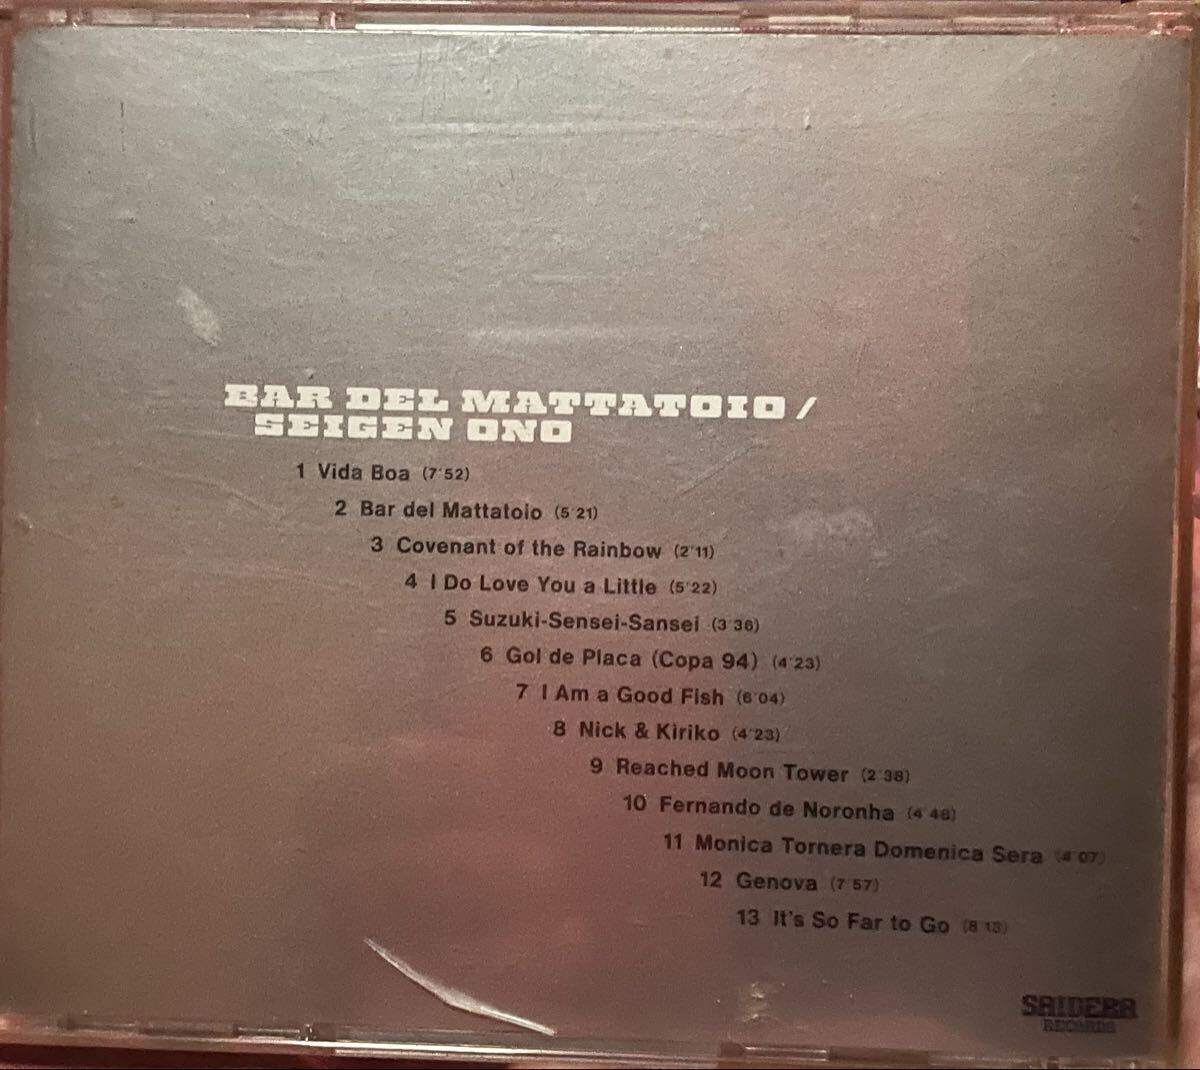 BAR DEL MATTATOIO /
SEIGEN ONO
1 Vida Boa (7'52)
2 Bar del Mattatoio (5'21)
3 Covenant of the Rainbow (2'11)
4 I Do Love You a Little (5'22)
5 Suzuki-Sensei-Sansei (3'36)
6 Gol de Placa (Copa 94) (4'23)
7 I Am a Good Fish (6'04)
8 Nick & Kiriko (4'23)
9 Reached Moon Tower (2'38)
10 Fernando de Noronha (4'48)
11 Monica Tornera Domenica Sera (4'07)
12 Genova (7'57)
13 It's So Far to Go (8'13)
SAIDERA
RECORDS